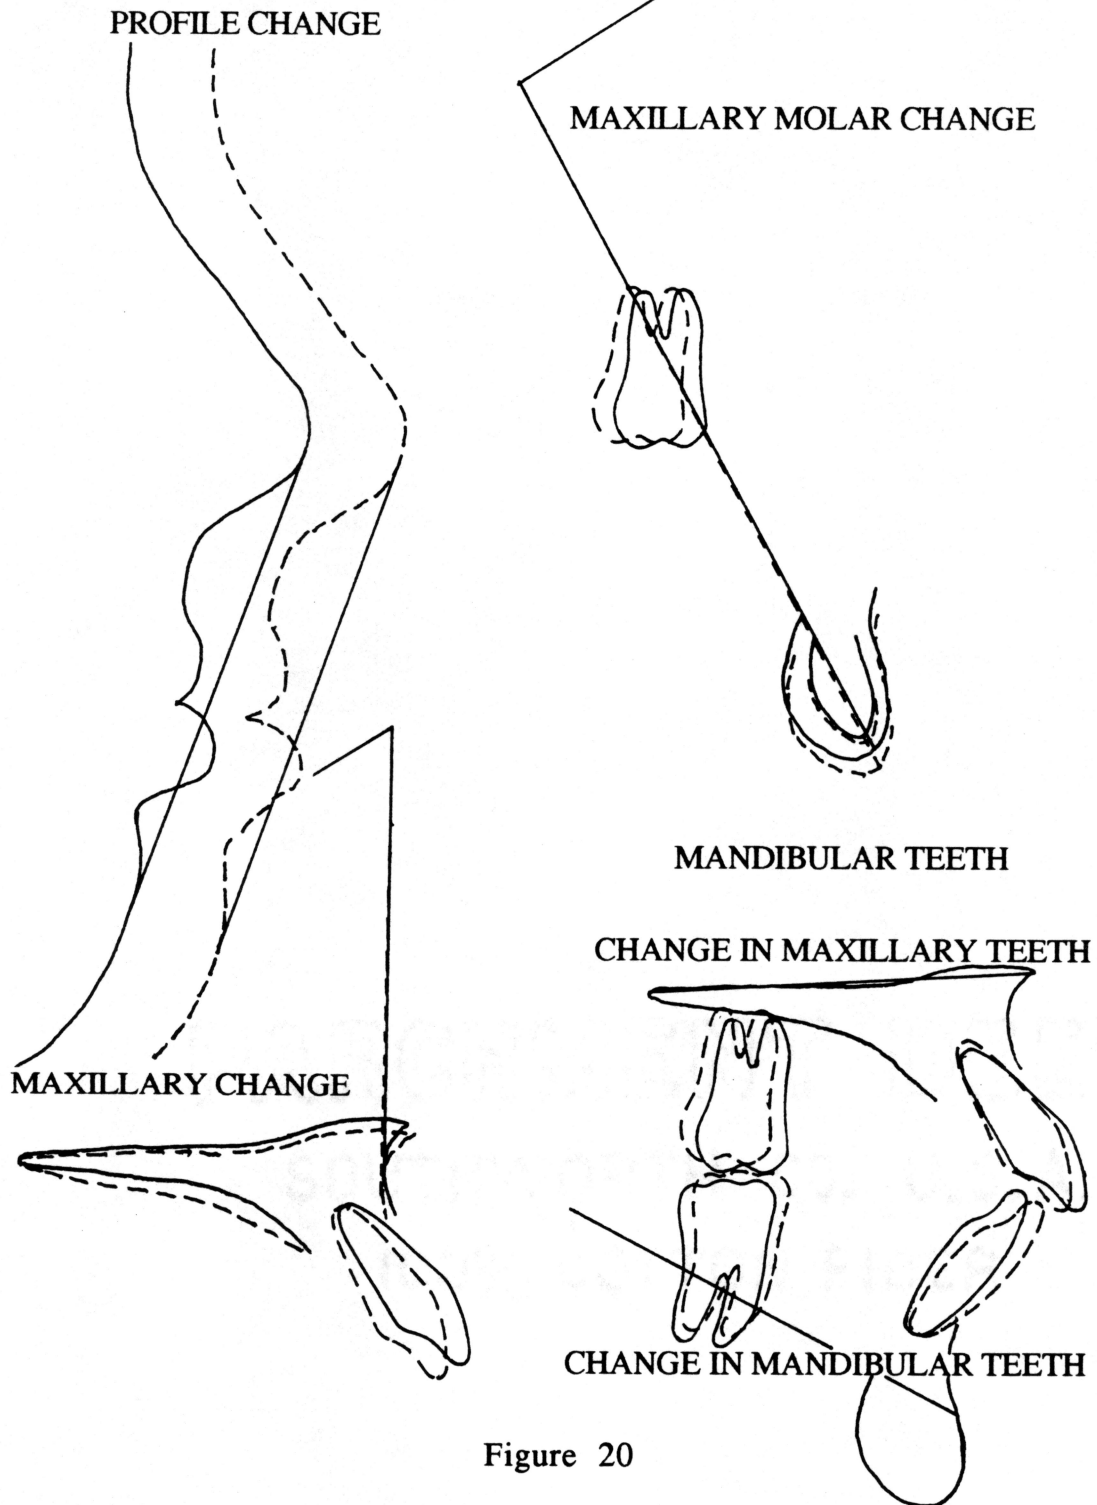 PROFILE CHANGE
MAXILLARY MOLAR CHANGE
MANDIBULAR TEETH
CHANGE IN MAXILLARY TEETH
MAXILLARY CHANGE
CHANGE IN MANDIBULAR TEETH
Figure 20